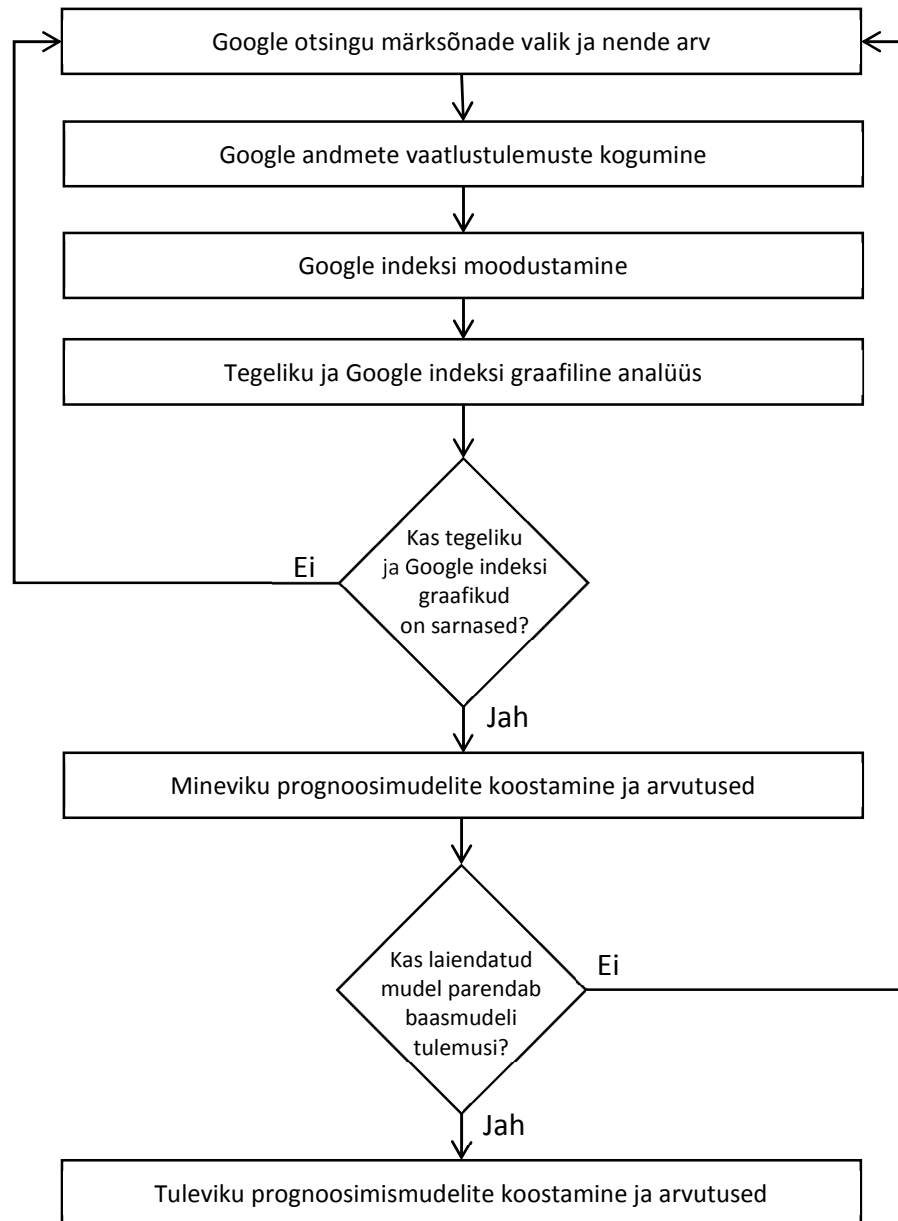 Google otsingu märksõnade valik ja nende arv
Google andmete vaatlustulemuste kogumine
Google indeksi moodustamine
Tegeliku ja Google indeksi graafiline analüüs
Kas tegeliku
ja Google indeksi
graafikud
on sarnased?
Ei
Jah
Mineviku prognoosimudelite koostamine ja arvutused
Kas laiendatud
mudel parendab
baasmudeli
tulemusi?
Ei
Jah
Tuleviku prognoosimismudelite koostamine ja arvutused